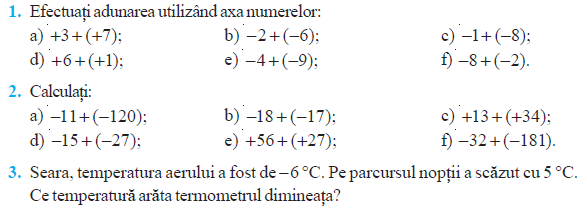 1. Efectuați adunarea utilizând axa numerelor:
a) +3+(+7); b) −2+(−6); c) −1+(−8);
d) +6+(+1); e) −4+(−9); f) −8+(−2).
2. Calculați:
a) −11+(−120); b) −18+(−17); c) +13+(+34);
d) −15+(−27); e) +56+(+27); f) −32+(−181).
3. Seara, temperatura aerului a fost de −6 °C. Pe parcursul nopții a scăzut cu 5 °C.
Ce temperatură arăta termometrul dimineața?